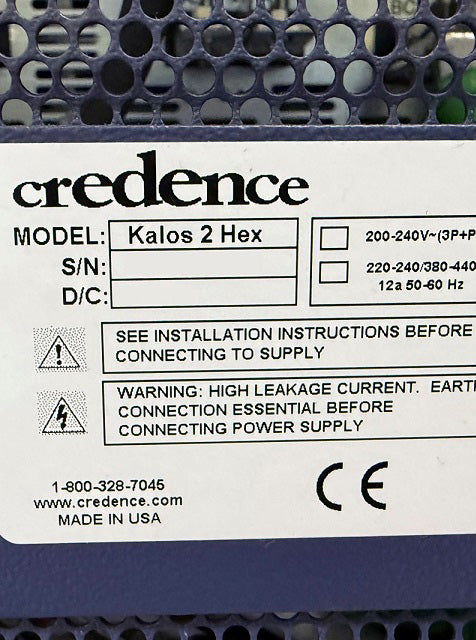 credence
MODEL: Kalos 2 Hex
S/N:
D/C:
200-240V~(3P+P
220-240/380-440
12a 50-60 Hz
SEE INSTALLATION INSTRUCTIONS BEFORE
CONNECTING TO SUPPLY
WARNING: HIGH LEAKAGE CURRENT. EARTH
CONNECTION ESSENTIAL BEFORE
CONNECTING POWER SUPPLY
1-800-328-7045
www.credence.com
MADE IN USA
CE